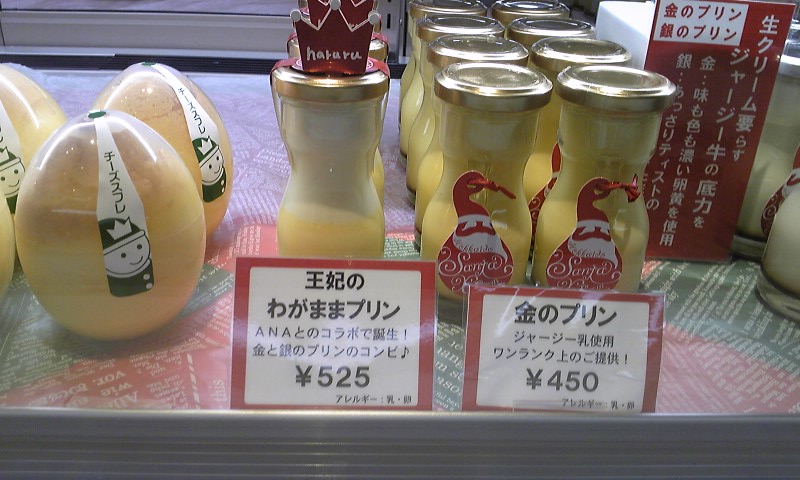 チーズスフレ
チーズスフレ
haruru
Hokkaido
Santa
Hokkaido
Santa
金のプリン
銀のプリン
生クリーム要らず
ジャージー牛の底力を
金…味も色も濃い卵黄を使用
銀…あっさりティストの
王妃の
わがままプリン
ANAとのコラボで誕生！
金と銀のプリンのコンビ♪
¥525
アレルギー：乳・卵
金のプリン
ジャージー乳使用
ワンランク上のご提供！
¥450
アレルギー：乳・卵